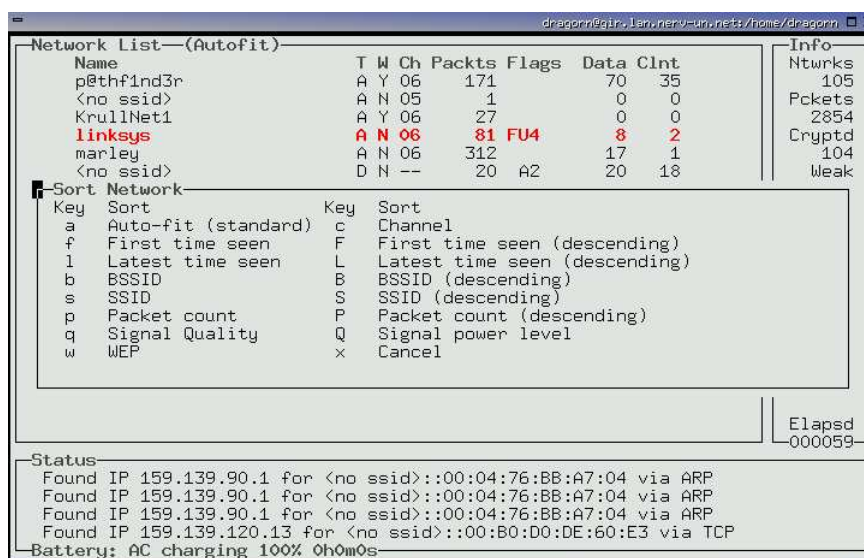 dragorn@gir.lan.nerv-un.net:/home/dragorn
Network List—(Autofit) Info
Name T W Ch Packts Flags Data Clnt Ntwrks
p@thf1nd3r A Y 06 171 70 35 105
<no ssid> A N 05 1 0 0 Pckets
KrullNet1 A Y 06 27 0 0 2854
linksys A N 06 81 FU4 8 2 Cryptd
marley A N 06 312 17 1 104
<no ssid> D N -- 20 A2 20 18 Weak
Sort Network
Key Sort Key Sort
a Auto-fit (standard) c Channel
f First time seen F First time seen (descending)
l Latest time seen L Latest time seen (descending)
b BSSID B BSSID (descending)
s SSID S SSID (descending)
p Packet count P Packet count (descending)
q Signal Quality Q Signal power level
w WEP x Cancel
Elapsd
000059
Status
Found IP 159.139.90.1 for <no ssid>::00:04:76:BB:A7:04 via ARP
Found IP 159.139.90.1 for <no ssid>::00:04:76:BB:A7:04 via ARP
Found IP 159.139.90.1 for <no ssid>::00:04:76:BB:A7:04 via ARP
Found IP 159.139.120.13 for <no ssid>::00:B0:D0:DE:60:E3 via TCP
Battery: AC charging 100% 0h0m0s